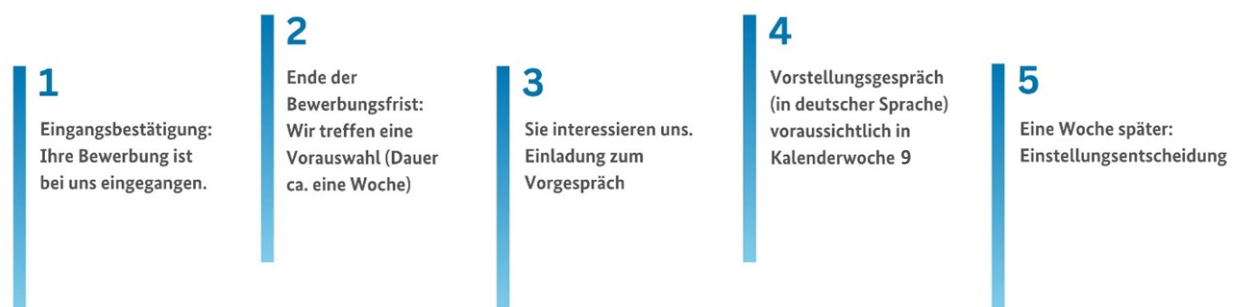 1
Eingangsbestätigung:
Ihre Bewerbung ist
bei uns eingegangen.
2
Ende der
Bewerbungsfrist:
Wir treffen eine
Vorauswahl (Dauer
ca. eine Woche)
3
Sie interessieren uns.
Einladung zum
Vorgespräch
4
Vorstellungsgespräch
(in deutscher Sprache)
voraussichtlich in
Kalenderwoche 9
5
Eine Woche später:
Einstellungsentscheidung